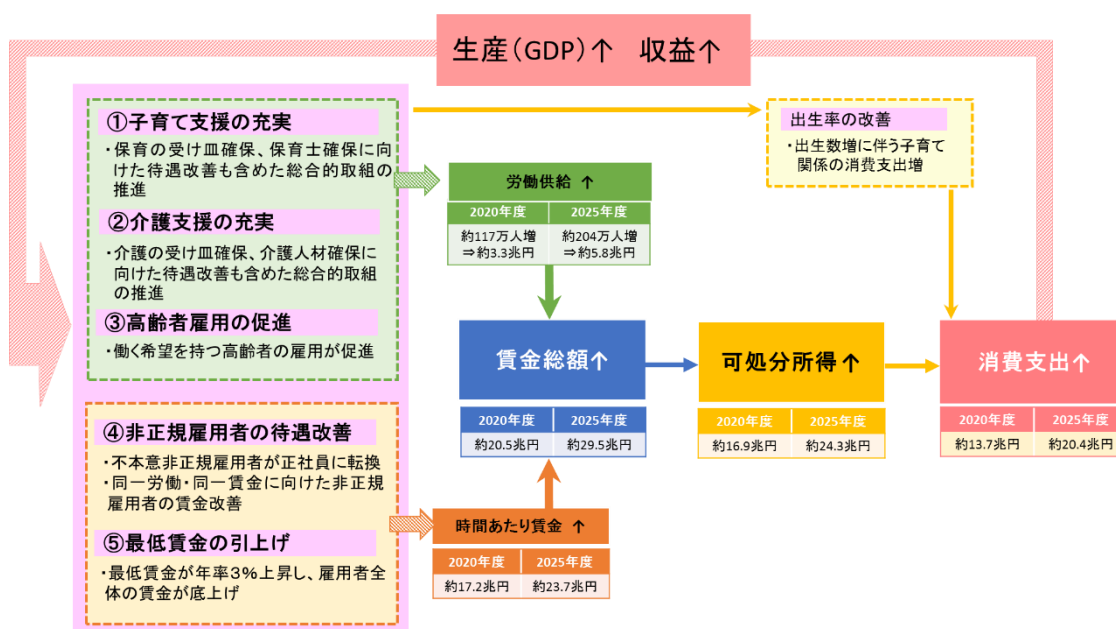 生産(GDP)↑ 収益↑
①子育て支援の充実
・保育の受け皿確保、保育士確保に向
けた待遇改善も含めた総合的取組の
推進
②介護支援の充実
・介護の受け皿確保、介護人材確保に
向けた待遇改善も含めた総合的取組
の推進
③高齢者雇用の促進
・働く希望を持つ高齢者の雇用が促進
④非正規雇用者の待遇改善
・不本意非正規雇用者が正社員に転換
・同一労働・同一賃金に向けた非正規
雇用者の賃金改善
⑤最低賃金の引上げ
・最低賃金が年率3%上昇し、雇用者全
体の賃金が底上げ
労働供給 ↑
2020年度 2025年度
約117万人増 約204万人増
⇒約3.3兆円 ⇒約5.8兆円
出生率の改善
・出生数増に伴う子育て
関係の消費支出増
賃金総額↑
2020年度 2025年度
約20.5兆円 約29.5兆円
時間あたり賃金 ↑
2020年度 2025年度
約17.2兆円 約23.7兆円
可処分所得↑
2020年度 2025年度
約16.9兆円 約24.3兆円
消費支出↑
2020年度 2025年度
約13.7兆円 約20.4兆円